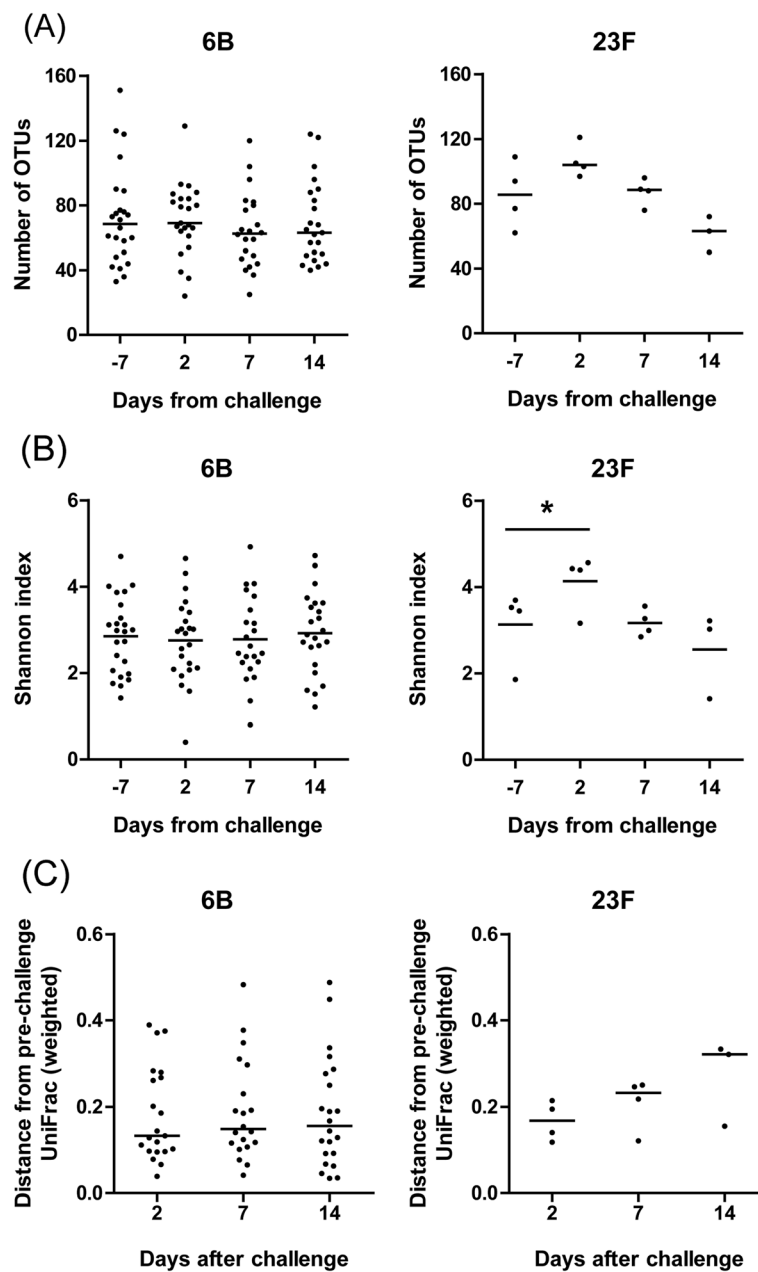 (A)
6B
23F
Number of OTUs
160
120
80
40
0
-7 2 7 14
Days from challenge
Number of OTUs
160
120
80
40
0
-7 2 7 14
Days from challenge
(B)
6B
23F
Shannon index
6
4
2
0
-7 2 7 14
Days from challenge
Shannon index
6
4
2
0
*
-7 2 7 14
Days from challenge
(C)
6B
23F
Distance from pre-challenge
UniFrac (weighted)
0.6
0.4
0.2
0.0
2 7 14
Days after challenge
Distance from pre-challenge
UniFrac (weighted)
0.6
0.4
0.2
0.0
2 7 14
Days after challenge